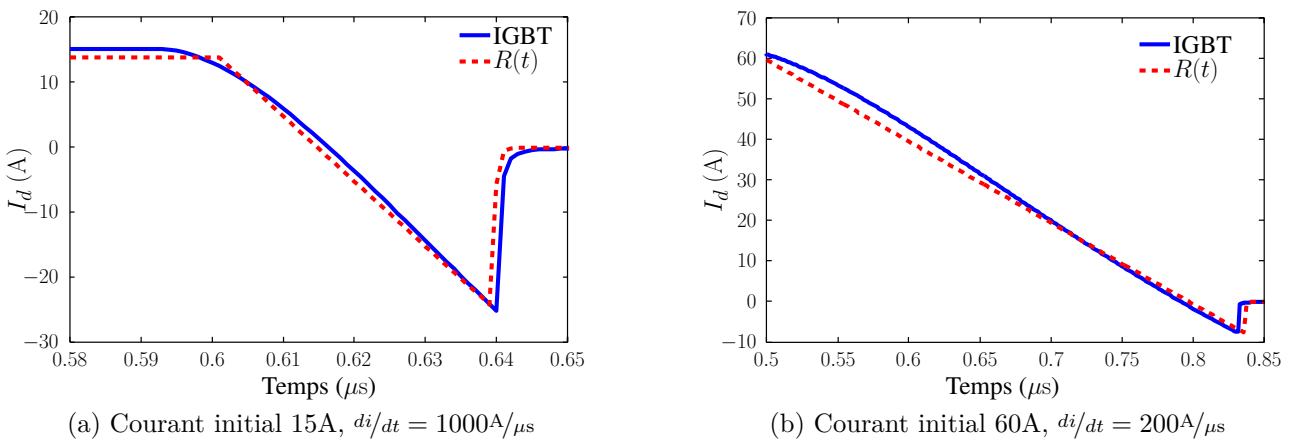 20
10
0
−10
−20
−30
I_d (A)
0.58 0.59 0.6 0.61 0.62 0.63 0.64 0.65
Temps (μs)
IGBT
R(t)
(a) Courant initial 15A, di/dt = 1000A/μs
70
60
50
40
30
20
10
0
−10
I_d (A)
0.5 0.55 0.6 0.65 0.7 0.75 0.8 0.85
Temps (μs)
IGBT
R(t)
(b) Courant initial 60A, di/dt = 200A/μs